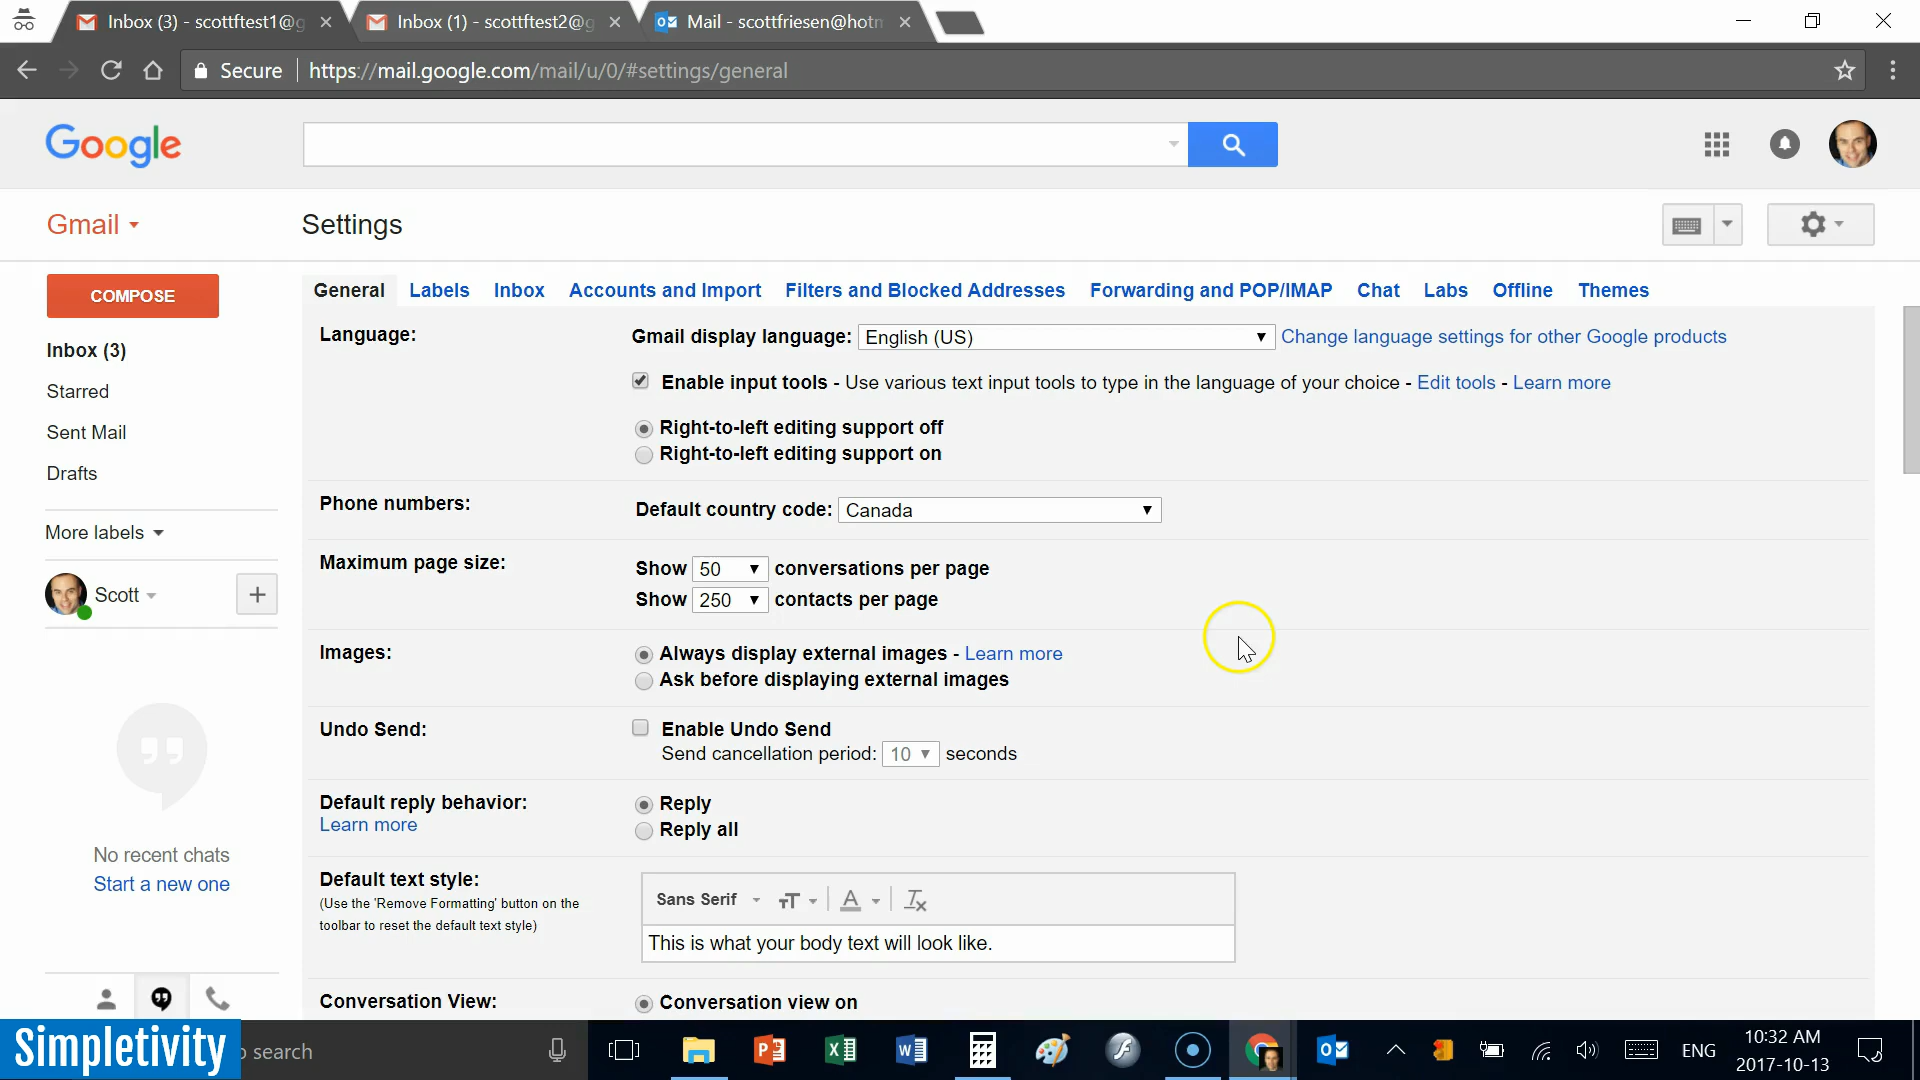 Inbox (3) - scottftest1@g
Inbox (1) - scottftest2@g
Mail - scottfriesen@hotm
Secure
https://mail.google.com/mail/u/0/#settings/general
Google
Gmail
Settings
COMPOSE
Inbox (3)
Starred
Sent Mail
Drafts
More labels
Scott
No recent chats
Start a new one
General
Labels
Inbox
Accounts and Import
Filters and Blocked Addresses
Forwarding and POP/IMAP
Chat
Labs
Offline
Themes
Language:
Gmail display language: English (US) Change language settings for other Google products
Enable input tools - Use various text input tools to type in the language of your choice - Edit tools - Learn more
Right-to-left editing support off
Right-to-left editing support on
Phone numbers:
Default country code: Canada
Maximum page size:
Show 50 conversations per page
Show 250 contacts per page
Images:
Always display external images - Learn more
Ask before displaying external images
Undo Send:
Enable Undo Send
Send cancellation period: 10 seconds
Default reply behavior:
Learn more
Reply
Reply all
Default text style:
(Use the 'Remove Formatting' button on the
toolbar to reset the default text style)
Sans Serif
This is what your body text will look like.
Conversation View:
Conversation view on
Simpletivity
search
ENG
10:32 AM
2017-10-13